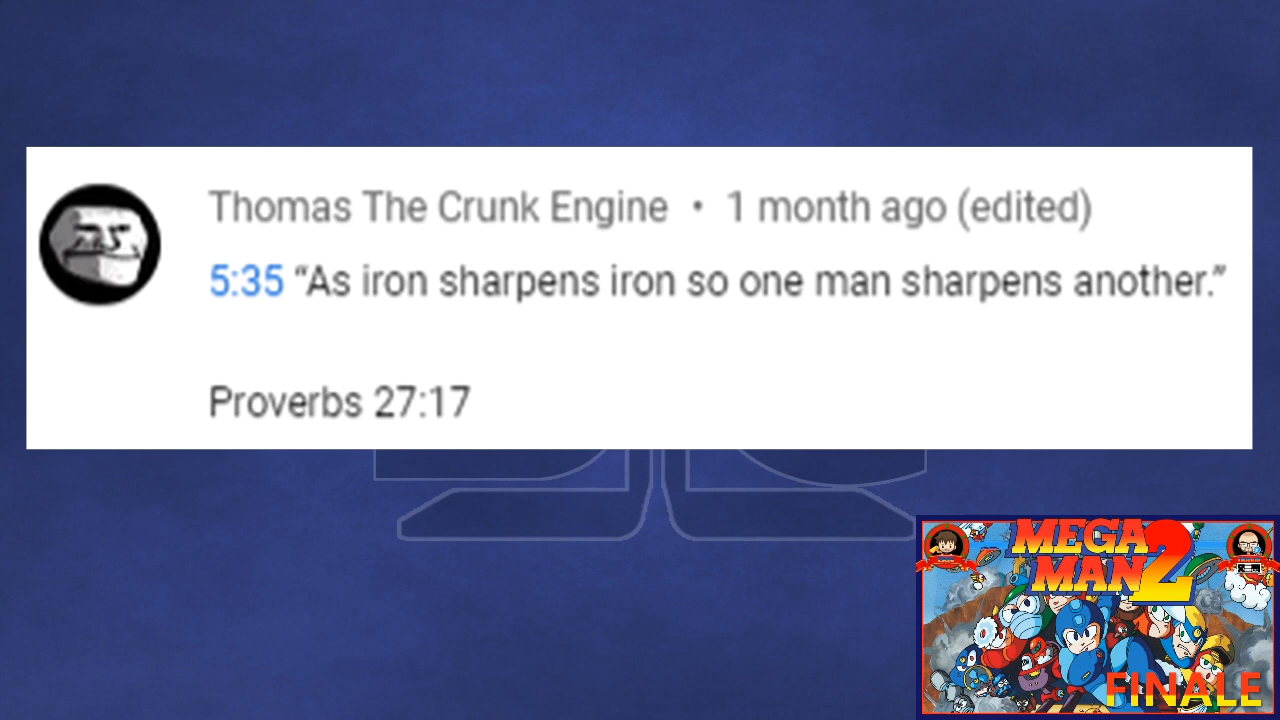 Thomas The Crunk Engine • 1 month ago (edited)
5:35 “As iron sharpens iron so one man sharpens another.”
Proverbs 27:17
MEGA
MAN 2
FINALE